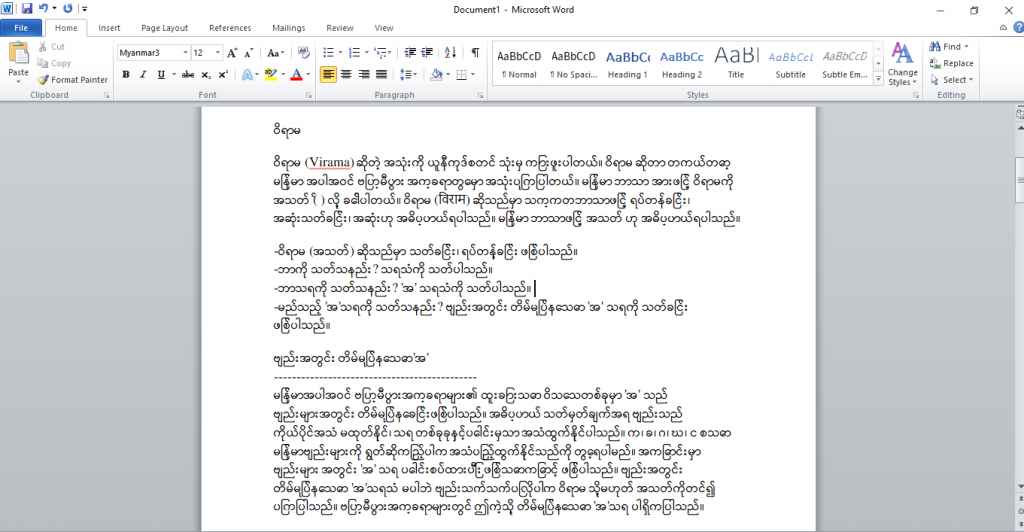 Document1 - Microsoft Word
File Home Insert Page Layout References Mailings Review View
Paste
Cut
Copy
Format Painter
Clipboard
Myanmar3 12
Font
Paragraph
AaBbCcD ¶ Normal
AaBbCcD ¶ No Spaci...
AaBbC Heading 1
AaBbCc Heading 2
AaBl Title
AaBbCcL Subtitle
AaBbCcD Subtle Em...
Change Styles
Styles
Find
Replace
Select
Editing
ဝိရာမ
ဝိရာမ (Virama) ဆိုတဲ့ အသုံးကို ယူနီကုဒ်စတင် သုံးမှ ကြားဖူးပါတယ်။ ဝိရာမ ဆိုတာ တကယ်တော့
မြန်မာ အပါအဝင် ဗြာဟ္မီပွား အက္ခရာတွေမှာ အသုံးပြုကြပါတယ်။ မြန်မာ ဘာသာ အားဖြင့် ဝိရာမကို
အသတ် ( ်) လို့ ခေါ်ပါတယ်။ ဝိရာမ (विराम) ဆိုသည်မှာ သက္ကတဘာသာဖြင့် ရပ်တန်ခြင်း၊
အဆုံးသတ်ခြင်း၊ အဆုံးဟု အဓိပ္ပာယ်ရပါသည်။ မြန်မာ ဘာသာဖြင့် အသတ် ဟု အဓိပ္ပာယ်ရပါသည်။
-ဝိရာမ (အသတ်) ဆိုသည်မှာ သတ်ခြင်း၊ ရပ်တန့်ခြင်း ဖြစ်ပါသည်။
-ဘာကို သတ်သနည်း? သရသံကို သတ်ပါသည်။
-ဘာသရကို သတ်သနည်း? 'အ' သရသံကို သတ်ပါသည်။
-မည်သည့် 'အ'သရကို သတ်သနည်း? ဗျည်းအတွင်း တိမ်မြုပ်နေသော 'အ' သရကို သတ်ခြင်း
ဖြစ်ပါသည်။
ဗျည်းအတွင်း တိမ်မြုပ်နေသော'အ'
---------------------------------------------
မြန်မာအပါအဝင် ဗြာဟ္မီပွားအက္ခရာများ၏ ထူးခြားသော ဝိသေသတစ်ခုမှာ 'အ' သည်
ဗျည်းများအတွင်း တိမ်မြုပ်နေခြင်းဖြစ်ပါသည်။ အဓိပ္ပာယ် သတ်မှတ်ချက်အရ ဗျည်းသည်
ကိုယ်ပိုင်အသံ မထုတ်နိုင်၊ သရ တစ်ခုခုနှင့်ပေါင်းမှသာ အသံထွက်နိုင်ပါသည်။ က၊ ခ၊ ဂ၊ ဃ၊ င စသော
မြန်မာဗျည်းများကို ရွတ်ဆိုကြည့်ပါက အသံပြည့်ထွက်နိုင်သည်ကို တွေ့ရပါမည်။ အကြောင်းမှာ
ဗျည်းများ အတွင်း 'အ' သရ ပေါင်းစပ်ထားပြီး ဖြစ်သောကြောင့် ဖြစ်ပါသည်။ ဗျည်းအတွင်း
တိမ်မြုပ်နေသော 'အ'သရသံ မပါဘဲ ဗျည်းသက်သက်ပြလိုပါက ဝိရာမ သို့မဟုတ် အသတ်ကိုတင်၍
ပြကြပါသည်။ ဗြာဟ္မီပွားအက္ခရာများတွင် ဤကဲ့သို့ တိမ်မြုပ်နေသော 'အ'သရ ပါရှိကြပါသည်။